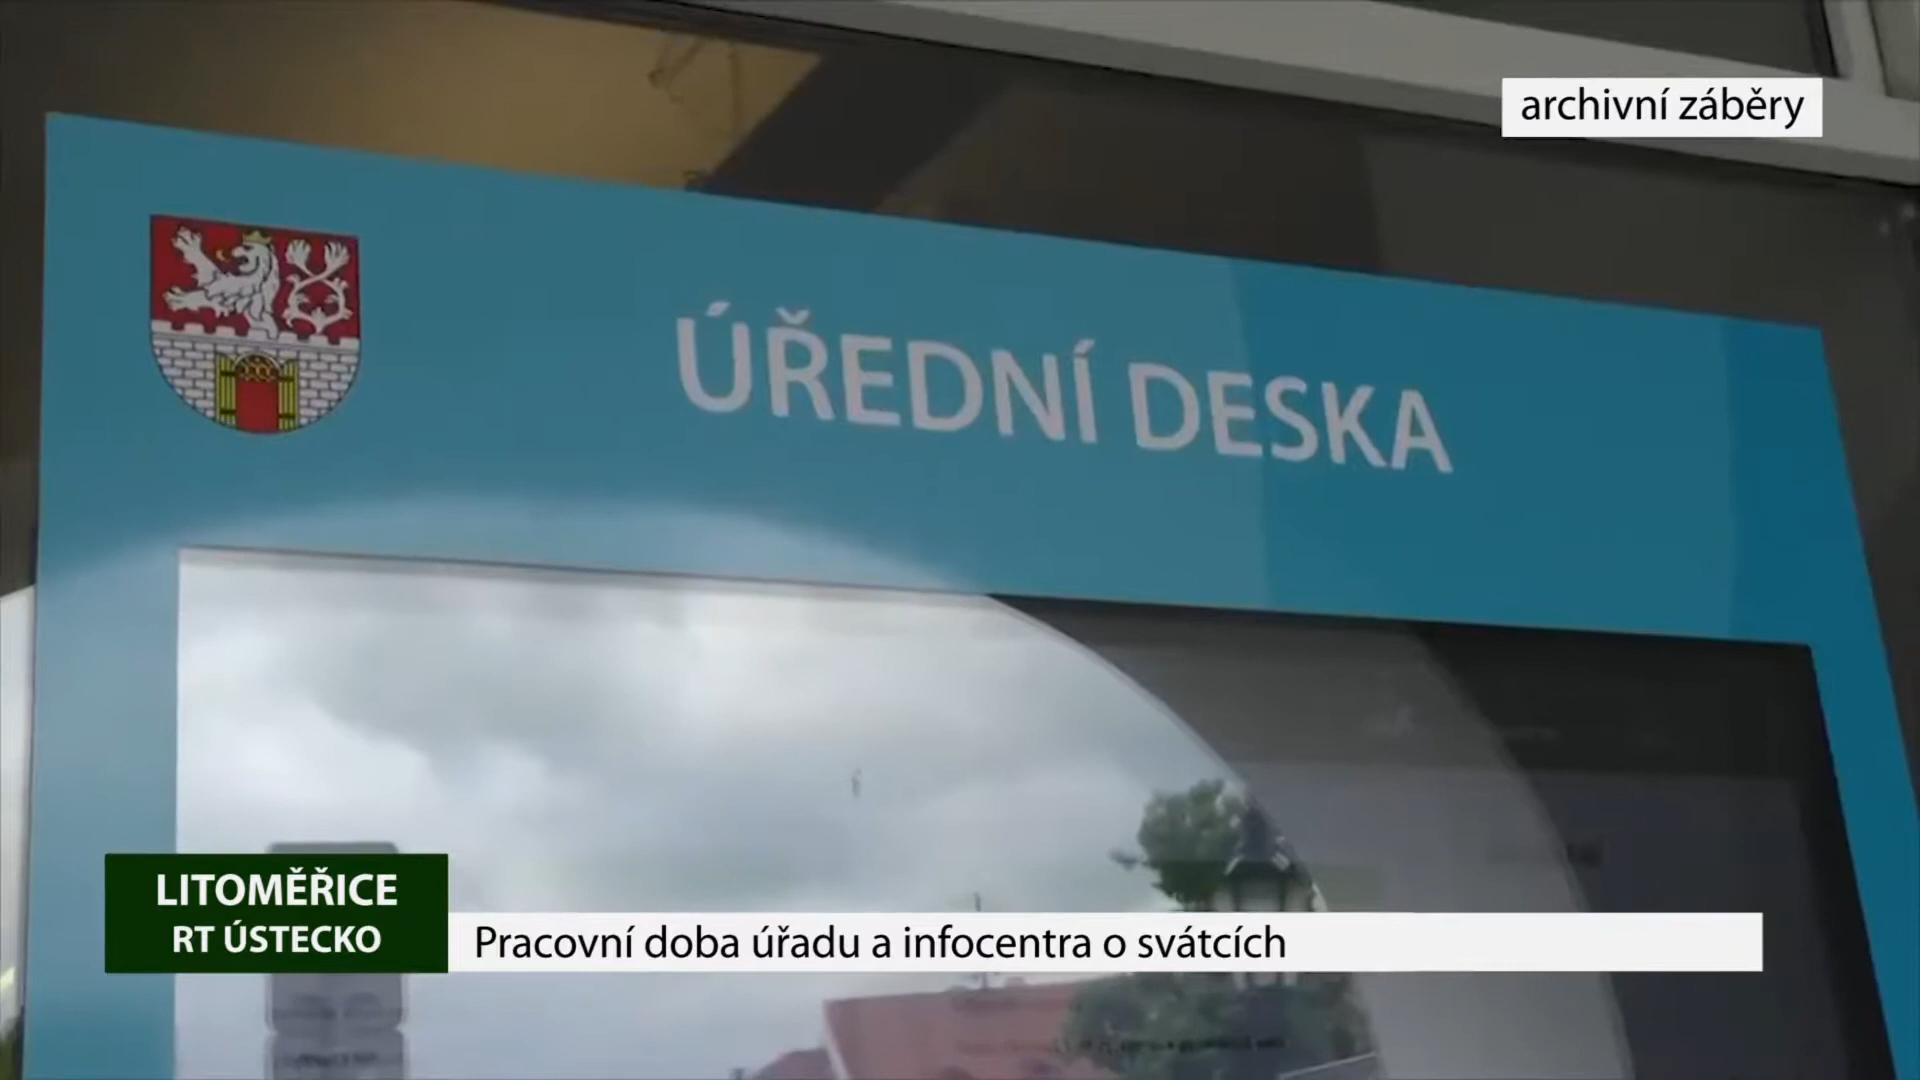 archivní záběry
ÚŘEDNÍ DESKA
LITOMĚŘICE
RT ÚSTECKO
Pracovní doba úřadu a infocentra o svátcích